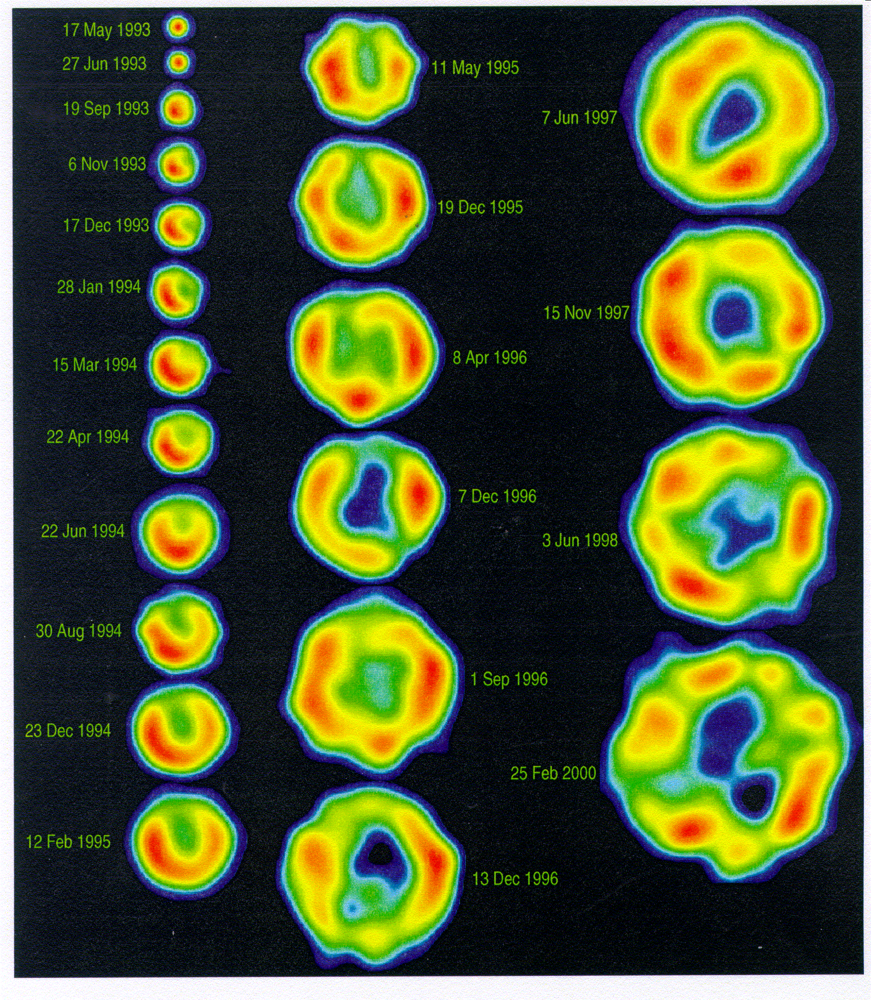 17 May 1993
27 Jun 1993
19 Sep 1993
6 Nov 1993
17 Dec 1993
28 Jan 1994
15 Mar 1994
22 Apr 1994
22 Jun 1994
30 Aug 1994
23 Dec 1994
12 Feb 1995
11 May 1995
19 Dec 1995
8 Apr 1996
7 Dec 1996
1 Sep 1996
13 Dec 1996
7 Jun 1997
15 Nov 1997
3 Jun 1998
25 Feb 2000